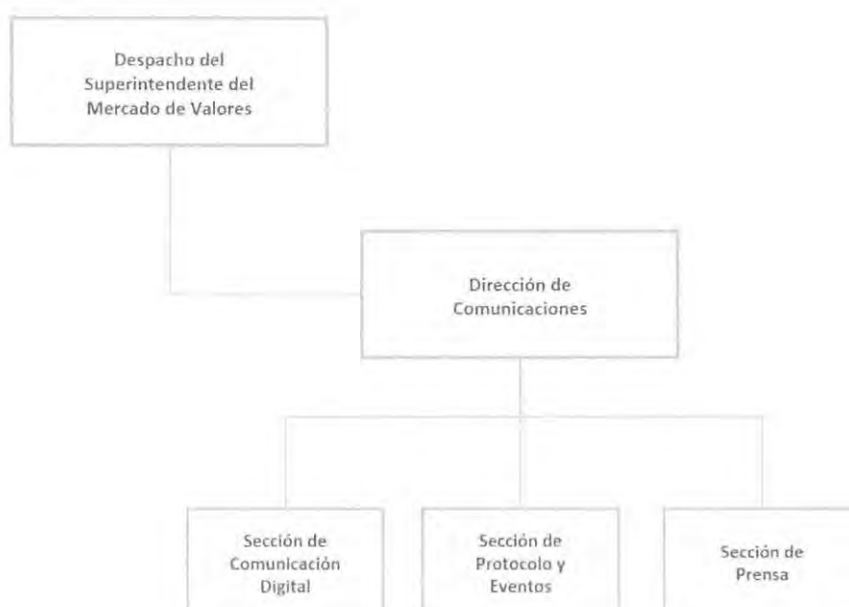 Despacho del
Superintendente del
Mercado de Valores
Dirección de
Comunicaciones
Sección de
Comunicación
Digital
Sección de
Protocolo y
Eventos
Sección de
Prensa